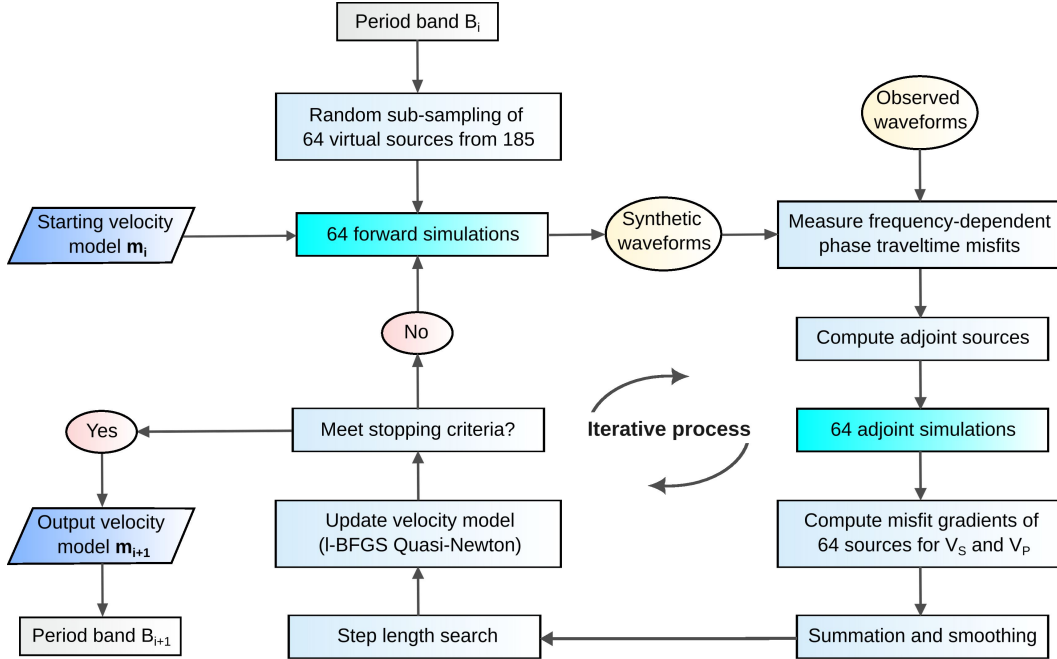 Period band Bi
Random sub-sampling of
64 virtual sources from 185
Observed
waveforms
Starting velocity
model mi
64 forward simulations
Synthetic
waveforms
Measure frequency-dependent
phase traveltime misfits
No
Compute adjoint sources
Yes
Meet stopping criteria?
Iterative process
64 adjoint simulations
Output velocity
model mi+1
Update velocity model
(l-BFGS Quasi-Newton)
Compute misfit gradients of
64 sources for VS and VP
Period band Bi+1
Step length search
Summation and smoothing